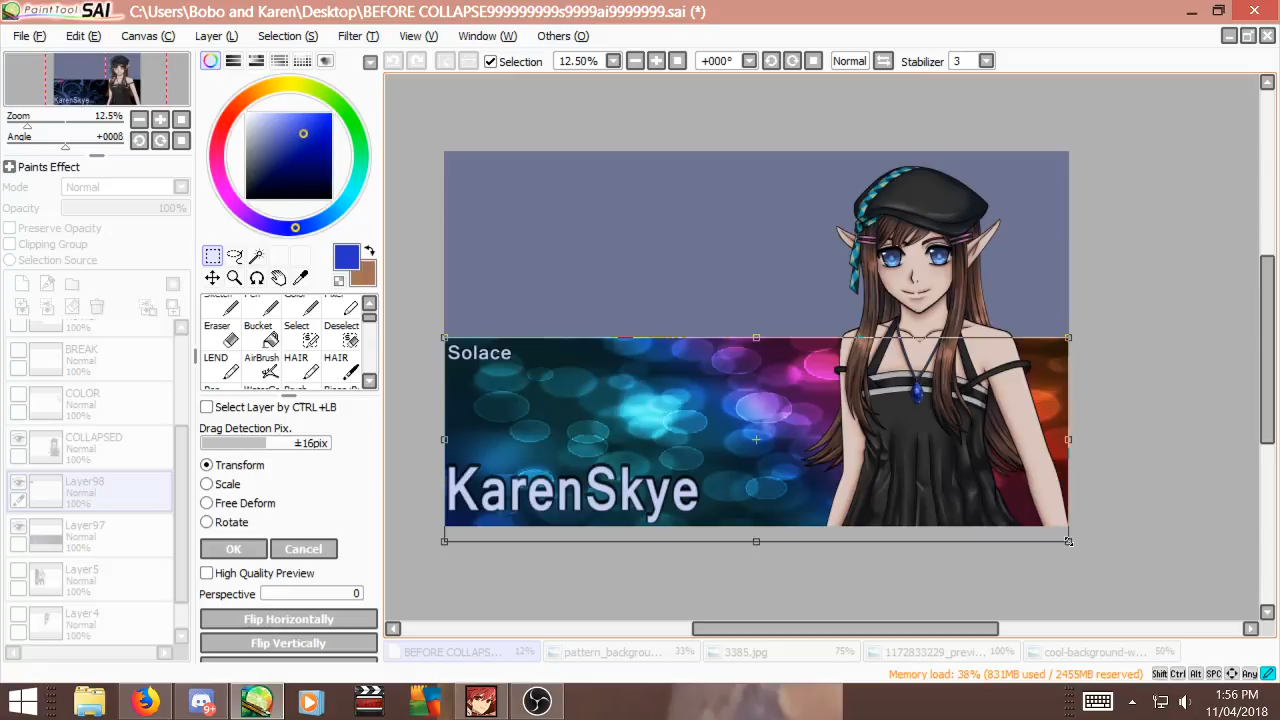 PaintTool SAI C:\Users\Bobo and Karen\Desktop\BEFORE COLLAPSE999999999s9999ai9999999.sai (*)
File (F) Edit (E) Canvas (C) Layer (L) Selection (S) Filter (T) View (V) Window (W) Others (O)
Selection 12.50% +000° Normal Stabilizer 3
KarenSkye
Zoom 12.5%
Angle +000ß
Paints Effect
Mode Normal
Opacity 100%
Preserve Opacity
Clipping Group
Selection Source
100%
BREAK
Normal
100%
COLOR
Normal
100%
COLLAPSED
Normal
100%
Layer98
Normal
100%
Layer97
Normal
100%
Layer5
Normal
100%
Layer4
Normal
100%
Eraser Bucket Select Deselect
LEND AirBrush HAIR HAIR
Select Layer by CTRL+LB
Drag Detection Pix.
±16pix
Transform
Scale
Free Deform
Rotate
OK Cancel
High Quality Preview
Perspective 0
Flip Horizontally
Flip Vertically
Solace
KarenSkye
BEFORE COLLAPS... 12% pattern_backgrou... 33% 3385.jpg 75% 1172833229_previ... 100% cool-background-w... 50%
Memory load: 38% (831MB used / 2455MB reserved) Shift Ctrl Alt SPC Any
9+
1:56 PM
11/04/2018